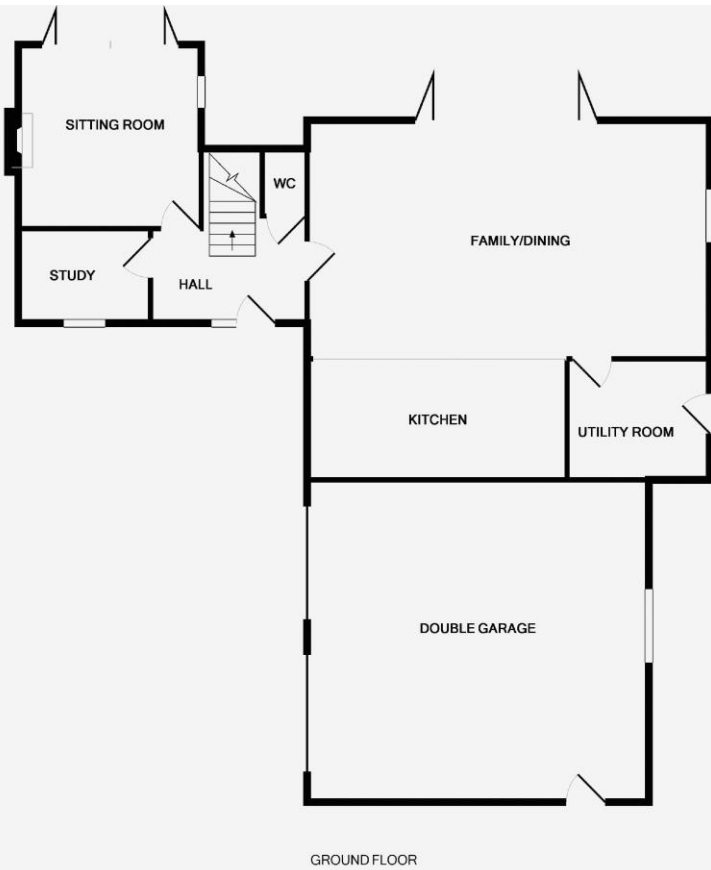 SITTING ROOM
WC
FAMILY/DINING
STUDY
HALL
KITCHEN
UTILITY ROOM
DOUBLE GARAGE
GROUND FLOOR